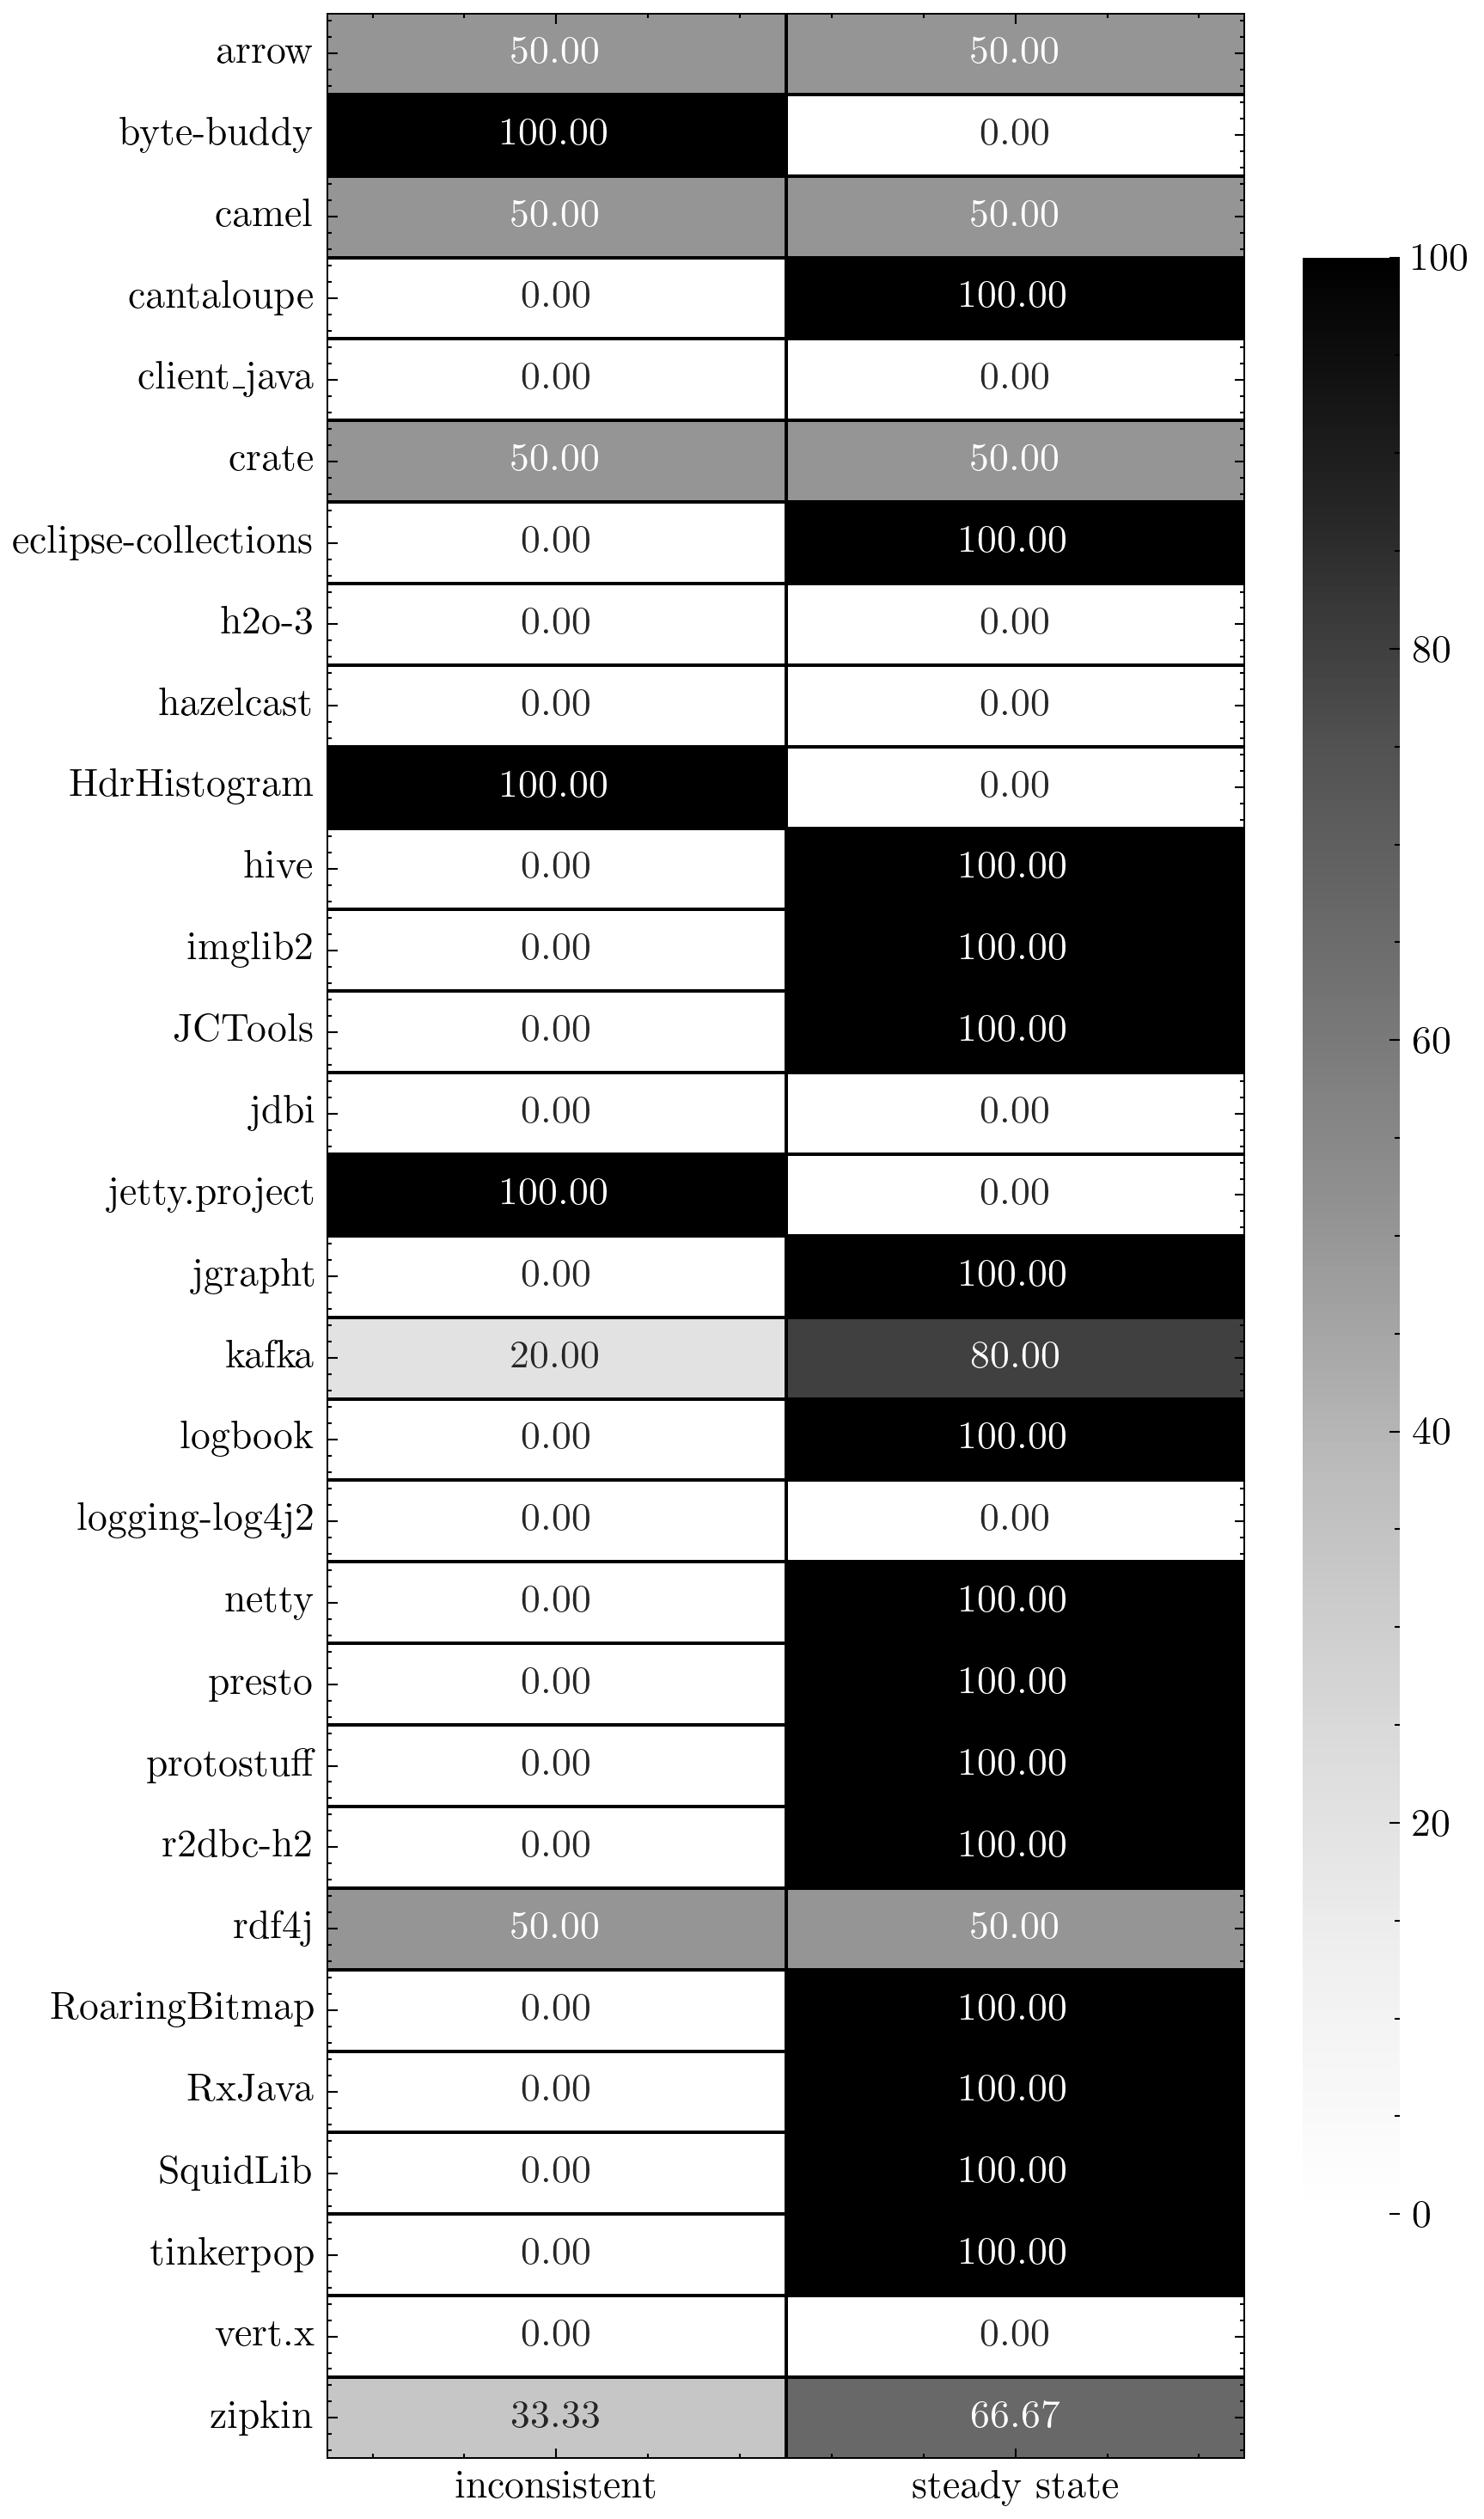 arrow 50.00 50.00
byte-buddy 100.00 0.00
camel 50.00 50.00
cantaloupe 0.00 100.00
client_java 0.00 0.00
crate 50.00 50.00
eclipse-collections 0.00 100.00
h2o-3 0.00 0.00
hazelcast 0.00 0.00
HdrHistogram 100.00 0.00
hive 0.00 100.00
imglib2 0.00 100.00
JCTools 0.00 100.00
jdbi 0.00 0.00
jetty.project 100.00 0.00
jgrapht 0.00 100.00
kafka 20.00 80.00
logbook 0.00 100.00
logging-log4j2 0.00 0.00
netty 0.00 100.00
presto 0.00 100.00
protostuff 0.00 100.00
r2dbc-h2 0.00 100.00
rdf4j 50.00 50.00
RoaringBitmap 0.00 100.00
RxJava 0.00 100.00
SquidLib 0.00 100.00
tinkerpop 0.00 100.00
vert.x 0.00 0.00
zipkin 33.33 66.67
inconsistent steady state
100
80
60
40
20
0